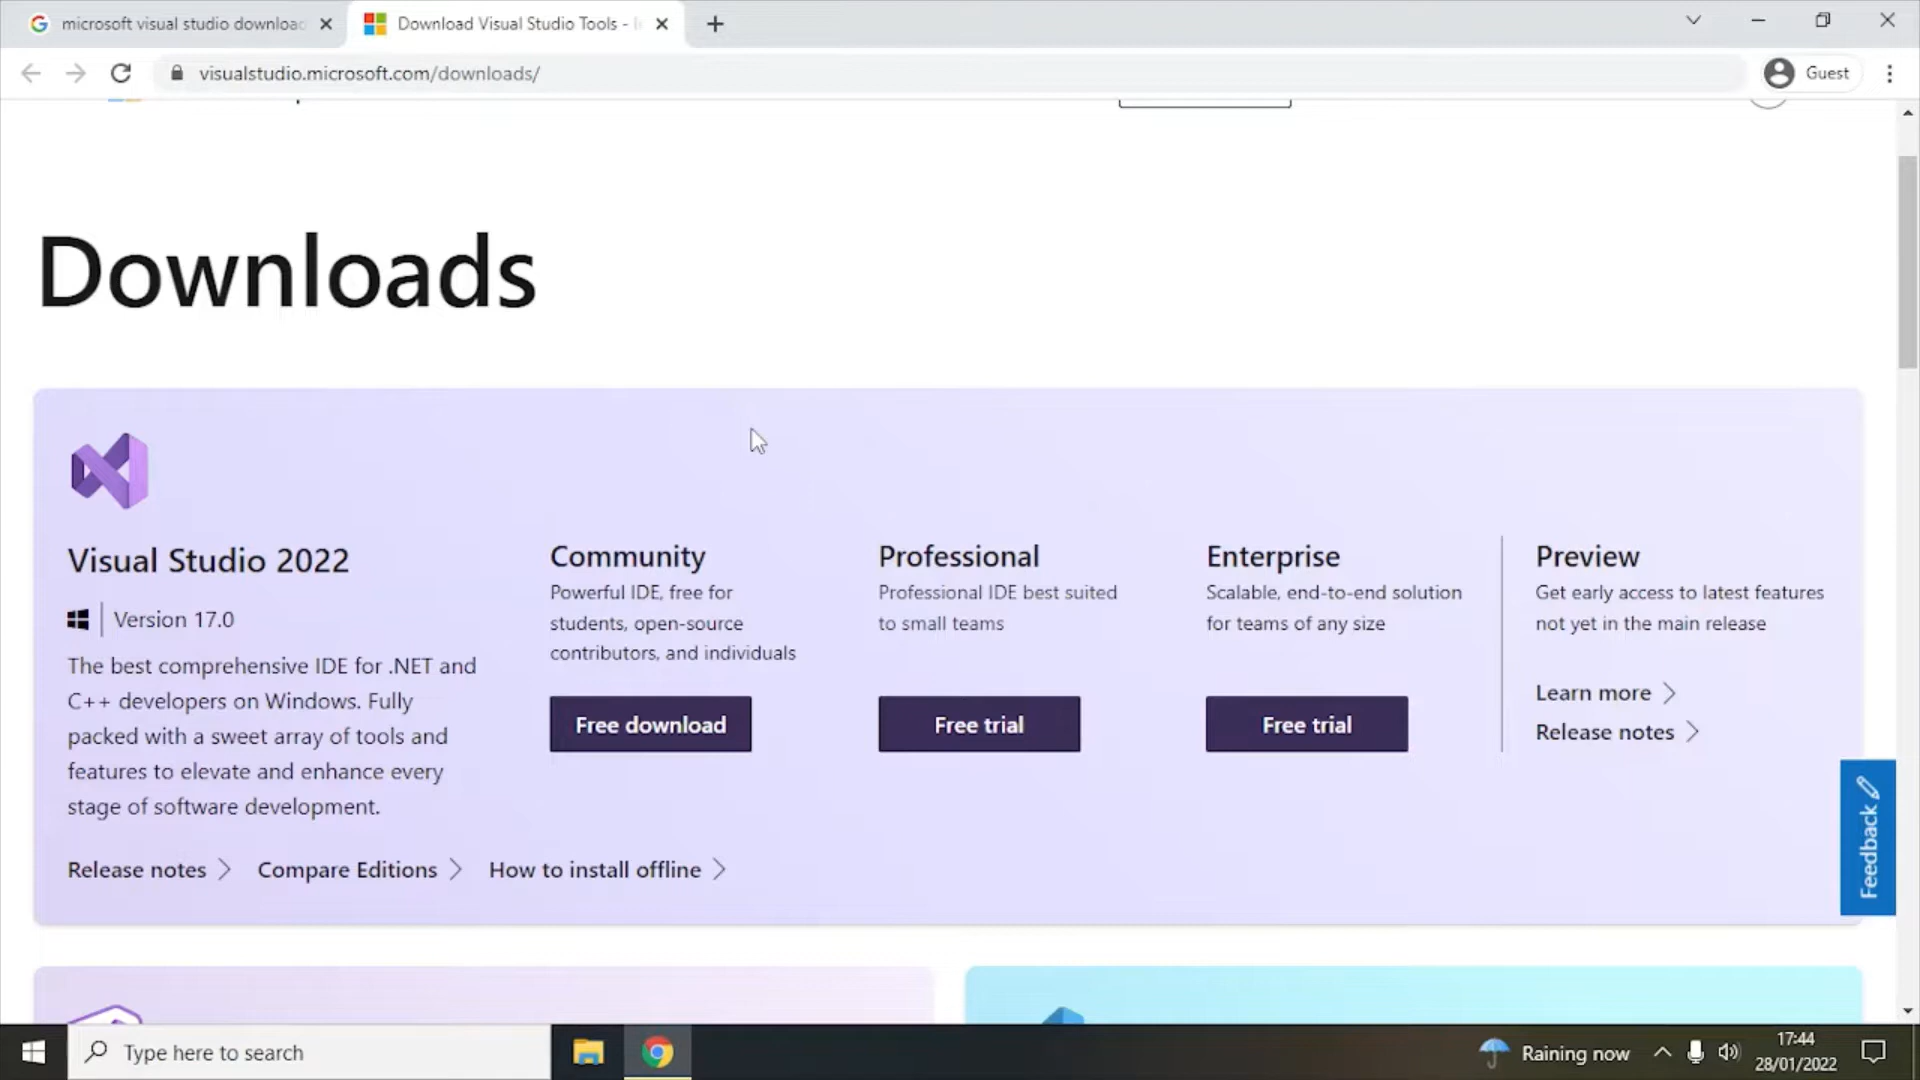 microsoft visual studio downloa
Download Visual Studio Tools -
visualstudio.microsoft.com/downloads/
Guest
Downloads
Visual Studio 2022
Version 17.0
The best comprehensive IDE for .NET and
C++ developers on Windows. Fully
packed with a sweet array of tools and
features to elevate and enhance every
stage of software development.
Community
Powerful IDE, free for
students, open-source
contributors, and individuals
Free download
Professional
Professional IDE best suited
to small teams
Free trial
Enterprise
Scalable, end-to-end solution
for teams of any size
Free trial
Preview
Get early access to latest features
not yet in the main release
Learn more
Release notes
Release notes
Compare Editions
How to install offline
Feedback
Type here to search
Raining now
17:44
28/01/2022